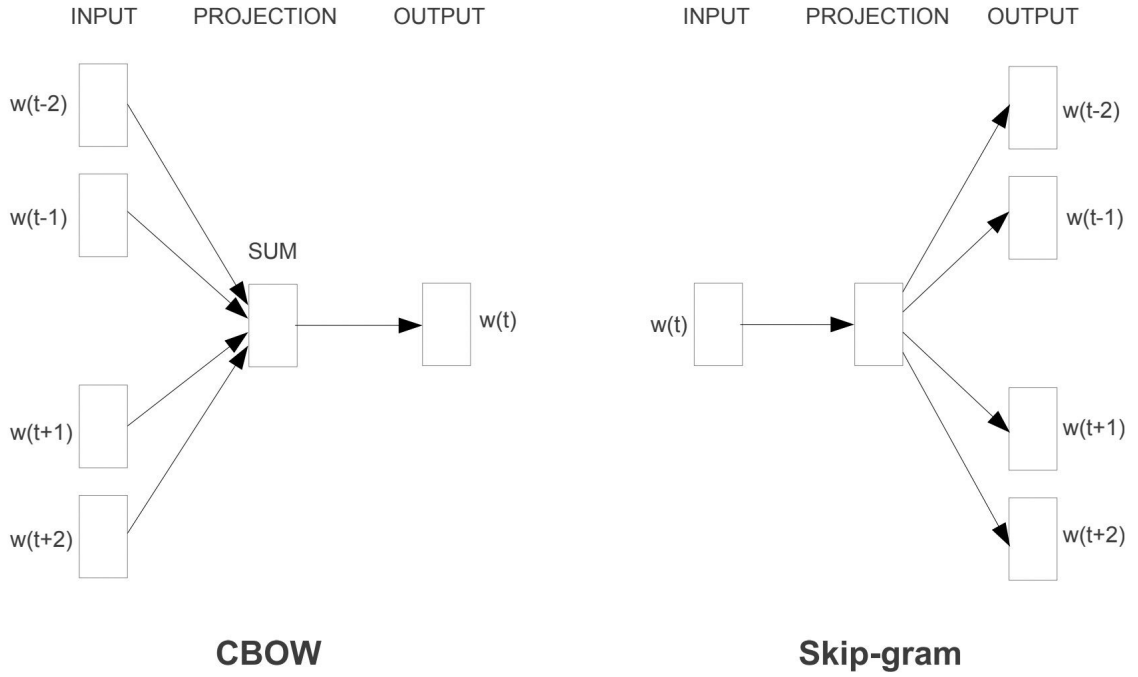 INPUT PROJECTION OUTPUT
w(t-2)
w(t-1)
SUM
w(t)
w(t+1)
w(t+2)
CBOW
INPUT PROJECTION OUTPUT
w(t-2)
w(t-1)
w(t)
w(t+1)
w(t+2)
Skip-gram